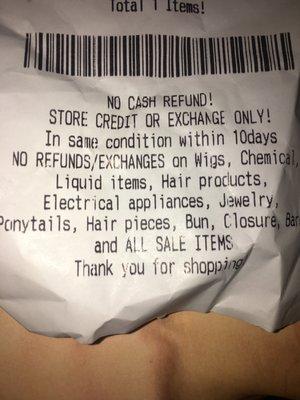 Total 1 Items!
NO CASH REFUND!
STORE CREDIT OR EXCHANGE ONLY!
In same condition within 10days
NO REFUNDS/EXCHANGES on Wigs, Chemical,
Liquid items, Hair products,
Electrical appliances, Jewelry,
Ponytails, Hair pieces, Bun, Closure,
and ALL SALE ITEMS
Thank you for shopping